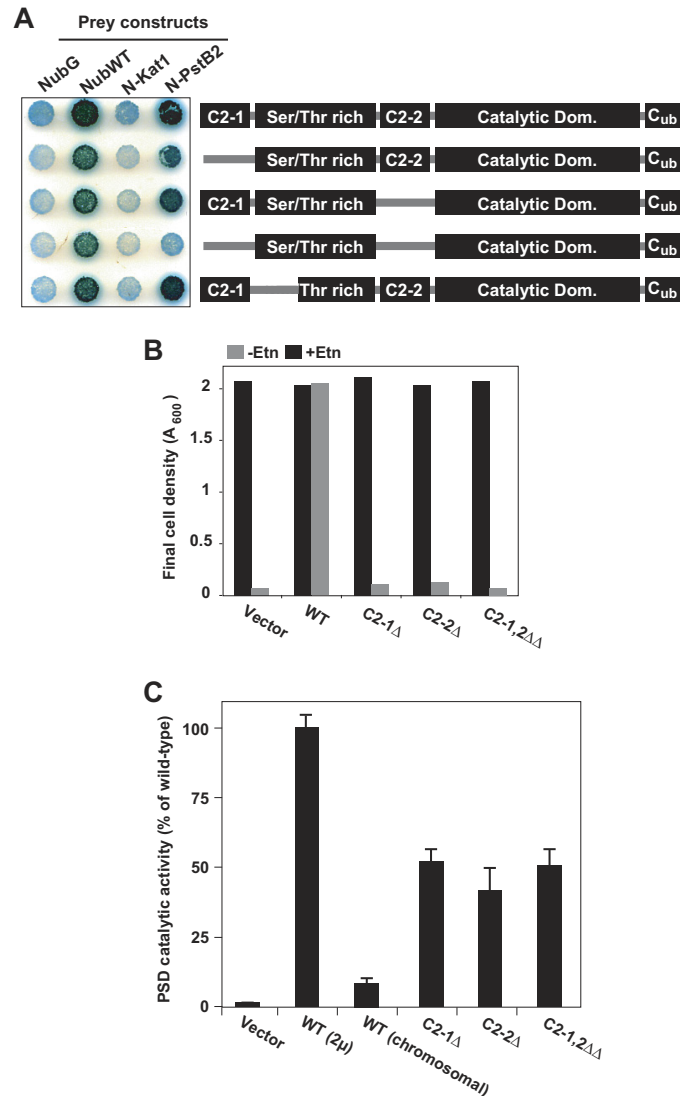 A
Prey constructs
NubG NubWT N-Kat1 N-PstB2
C2-1 Ser/Thr rich C2-2 Catalytic Dom. Cub
Ser/Thr rich C2-2 Catalytic Dom. Cub
C2-1 Ser/Thr rich Catalytic Dom. Cub
Ser/Thr rich Catalytic Dom. Cub
C2-1 Thr rich C2-2 Catalytic Dom. Cub
B
-Etn +Etn
Final cell density (A600)
2
1
0.5
0
Vector WT C2-1Δ C2-2Δ C2-1,2ΔΔ
C
PSD catalytic activity (% of wild-type)
100
75
50
25
0
Vector WT (2μ) WT (chromosomal) C2-1Δ C2-2Δ C2-1,2ΔΔ